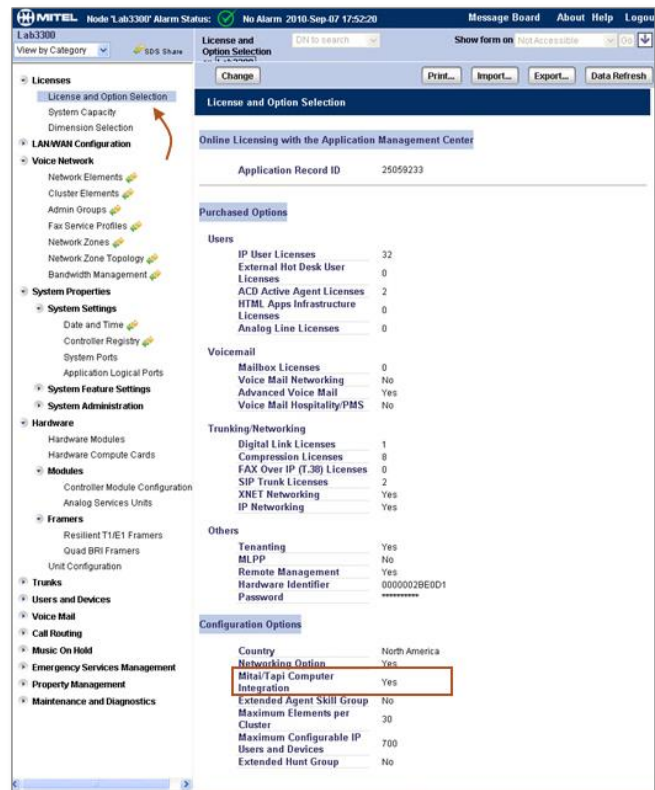 MITEL Node 'Lab3300' Alarm Status: No Alarm 2010-Sep-07 17:52:20 Message Board About Help Logou
Lab3300
View by Category SDS Share
License and
Option Selection
on 'Lab3300'
DN to search
Show form on Not Accessible Go
Change Print... Import... Export... Data Refresh
Licenses
License and Option Selection
System Capacity
Dimension Selection
LAN/WAN Configuration
Voice Network
Network Elements
Cluster Elements
Admin Groups
Fax Service Profiles
Network Zones
Network Zone Topology
Bandwidth Management
System Properties
System Settings
Date and Time
Controller Registry
System Ports
Application Logical Ports
System Feature Settings
System Administration
Hardware
Hardware Modules
Hardware Compute Cards
Modules
Controller Module Configuration
Analog Services Units
Framers
Resilient T1/E1 Framers
Quad BRI Framers
Unit Configuration
Trunks
Users and Devices
Voice Mail
Call Routing
Music On Hold
Emergency Services Management
Property Management
Maintenance and Diagnostics
License and Option Selection
Online Licensing with the Application Management Center
Application Record ID 25059233
Purchased Options
Users
IP User Licenses 32
External Hot Desk User
Licenses 0
ACD Active Agent Licenses 2
HTML Apps Infrastructure
Licenses 0
Analog Line Licenses 0
Voicemail
Mailbox Licenses 0
Voice Mail Networking No
Advanced Voice Mail Yes
Voice Mail Hospitality/PMS No
Trunking/Networking
Digital Link Licenses 1
Compression Licenses 8
FAX Over IP (T.38) Licenses 0
SIP Trunk Licenses 2
XNET Networking Yes
IP Networking Yes
Others
Tenanting Yes
MLPP No
Remote Management Yes
Hardware Identifier 0000002BE0D1
Password **********
Configuration Options
Country North America
Networking Option Yes
Mitai/Tapi Computer
Integration Yes
Extended Agent Skill Group No
Maximum Elements per
Cluster 30
Maximum Configurable IP
Users and Devices 700
Extended Hunt Group No